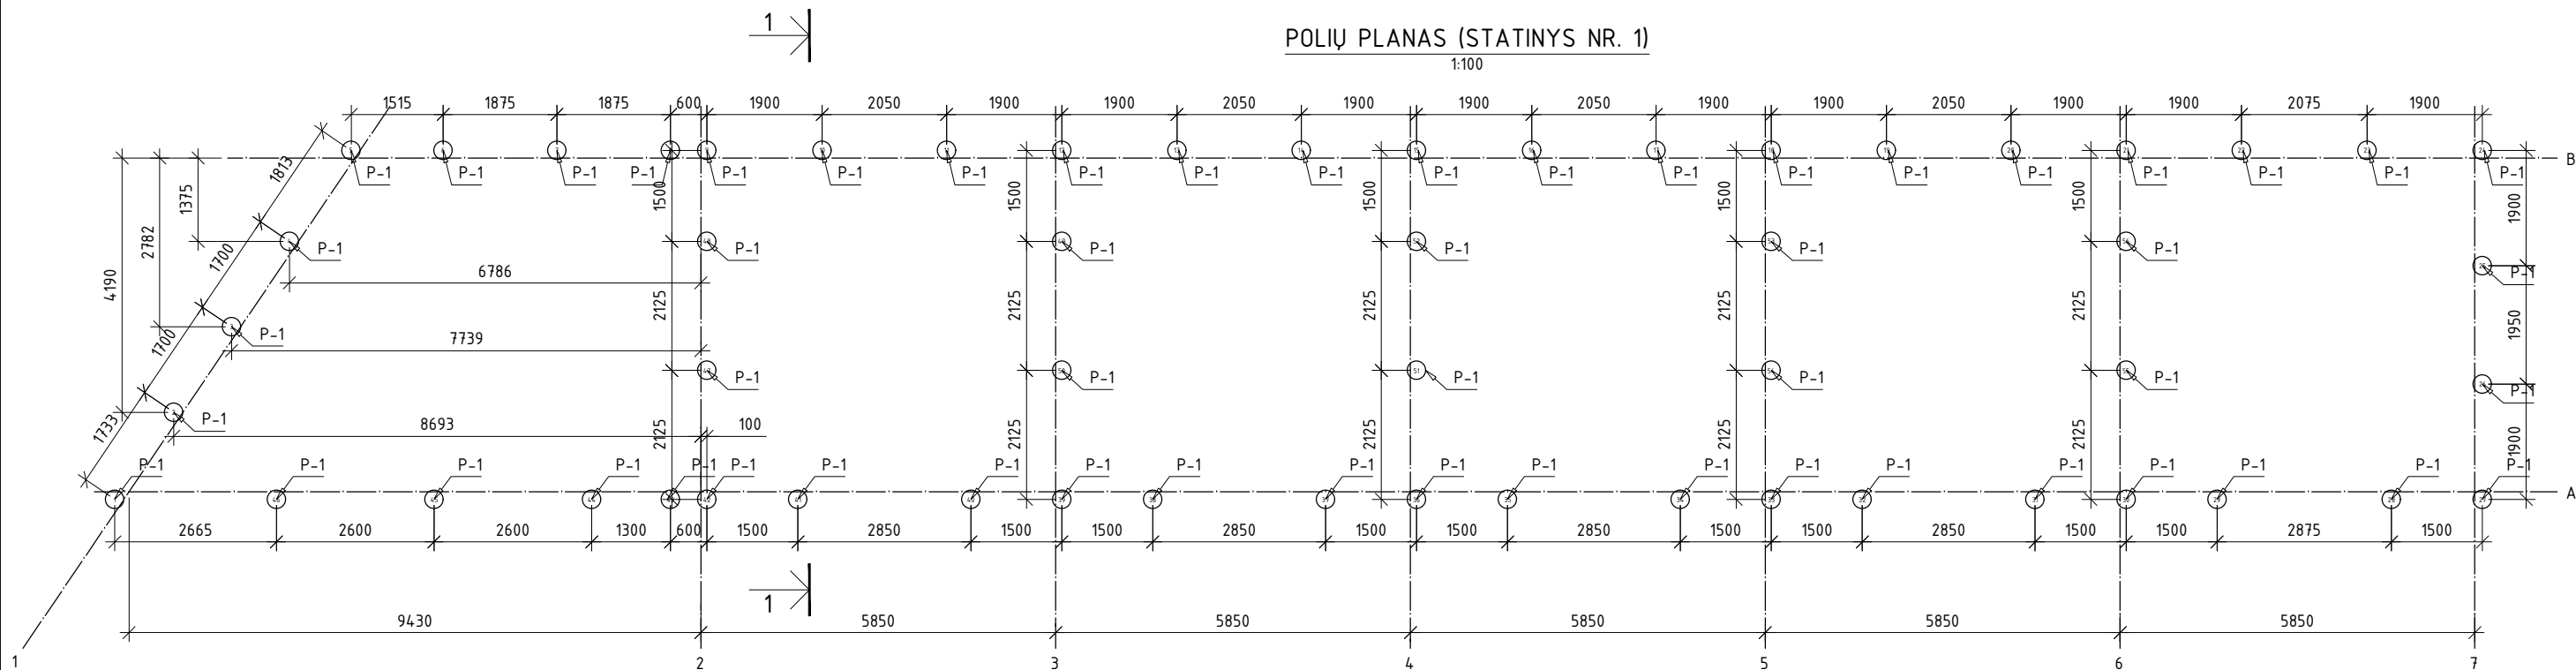 1
POLIŲ PLANAS (STATINYS NR. 1)
1:100
1515 1875 1875 600 1900 2050 1900 1900 2050 1900 1900 2050 1900 1900 2050 1900 1900 2075 1900
B
P-1 P-1 P-1 P-1 P-1 P-1 P-1 P-1 P-1 P-1 P-1 P-1 P-1 P-1 P-1 P-1 P-1 P-1 P-1 P-1
1813
1375 1500 1500 1500 1500 1500 1900
2782
1700
P-1 P-1 P-1 P-1 P-1 P-1
6786
P-1
4190
2125 2125 2125 2125 2125 1950
1700
P-1
7739
P-1 P-1 51 P-1 P-1 P-1
P-1
1733
P-1
8693
100
2125 2125 2125 2125 2125 1900
P-1 P-1 P-1 P-1 P-1 P-1 P-1 P-1 P-1 P-1 P-1 P-1 P-1 P-1 P-1 P-1 P-1 P-1 P-1 P-1
A
2665 2600 2600 1300 600 1500 2850 1500 1500 2850 1500 1500 2850 1500 1500 2850 1500 1500 2875 1500
1
9430 5850 5850 5850 5850 5850
1 2 3 4 5 6 7